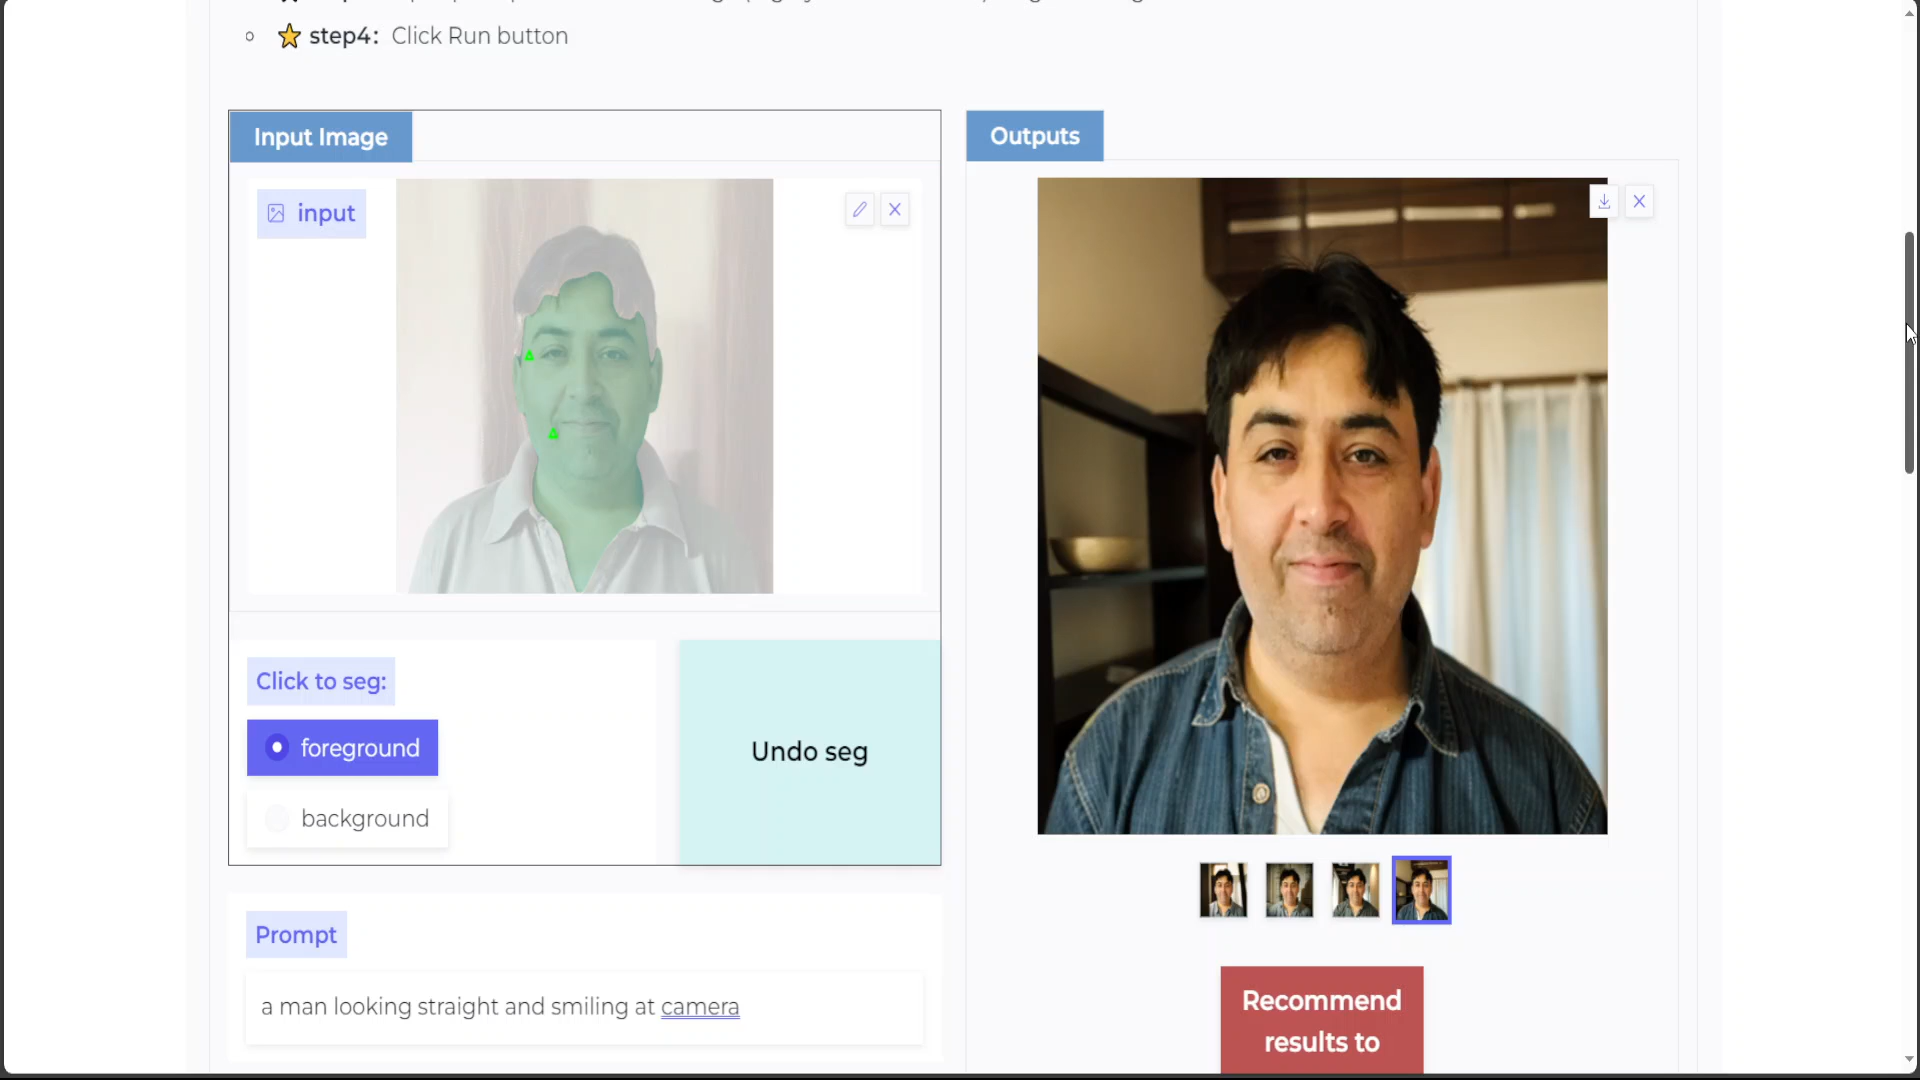 step4: Click Run button
Input Image
Outputs
input
Click to seg:
foreground
background
Undo seg
Prompt
a man looking straight and smiling at camera
Recommend
results to